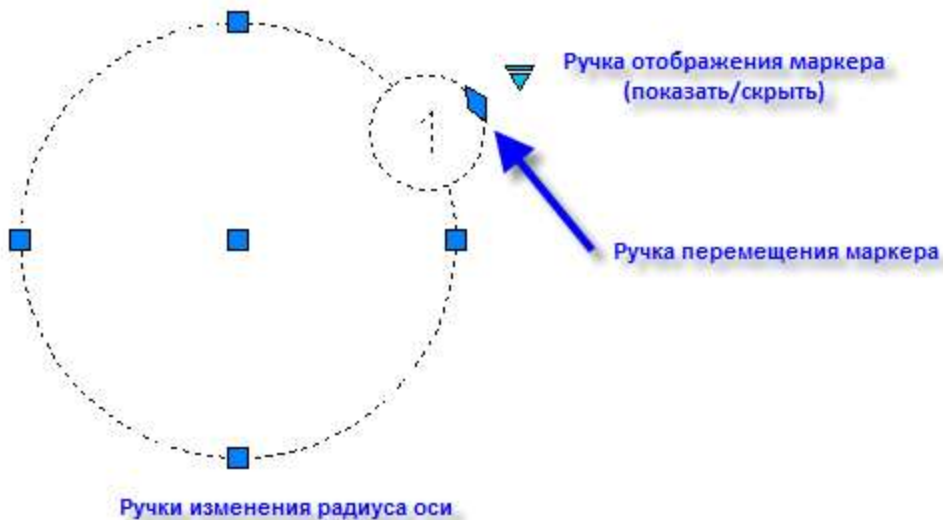 Ручка отображения маркера
(показать/скрыть)
1
Ручка перемещения маркера
Ручки изменения радиуса оси